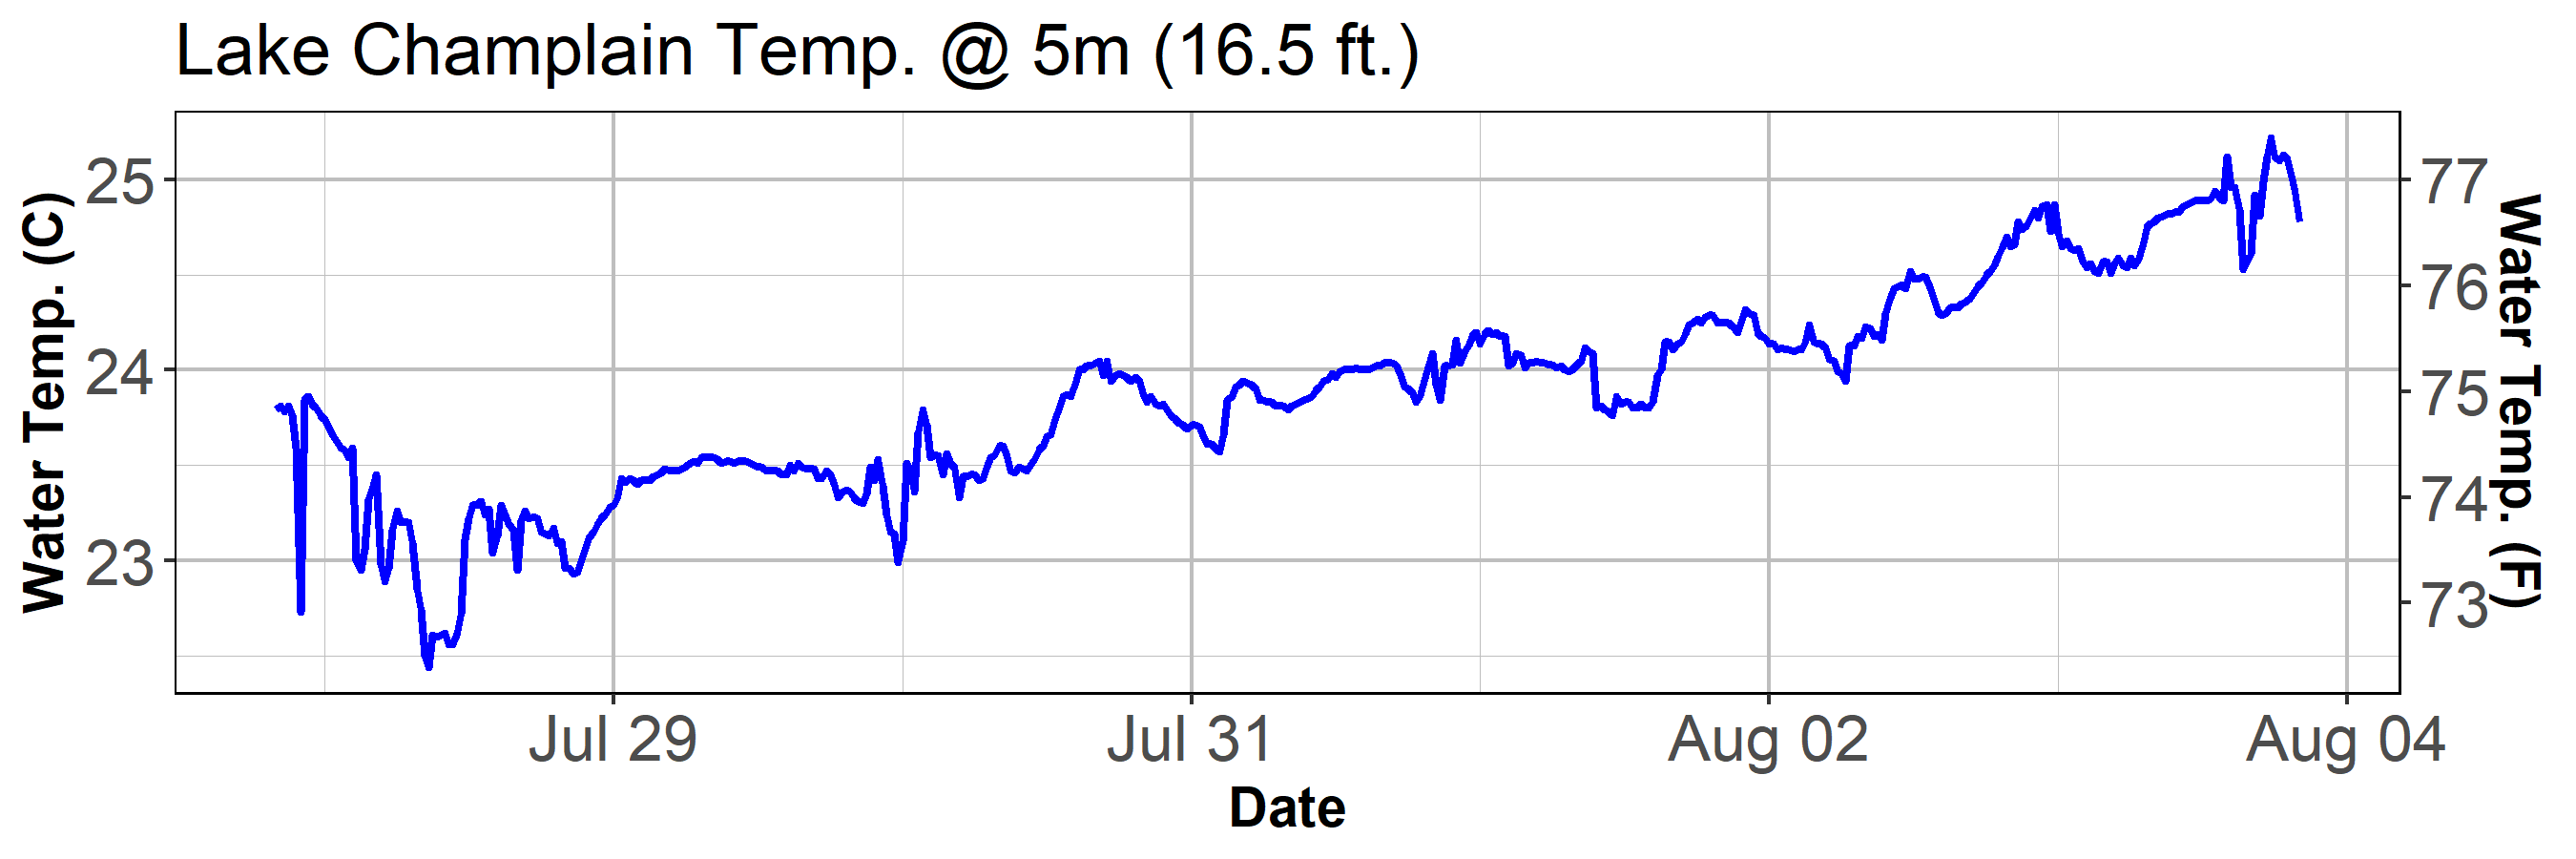 Lake Champlain Temp. @ 5m (16.5 ft.)
Water Temp. (C)
25
24
23
77
76
75
74
73
Water Temp. (F)
Jul 29 Jul 31 Aug 02 Aug 04
Date